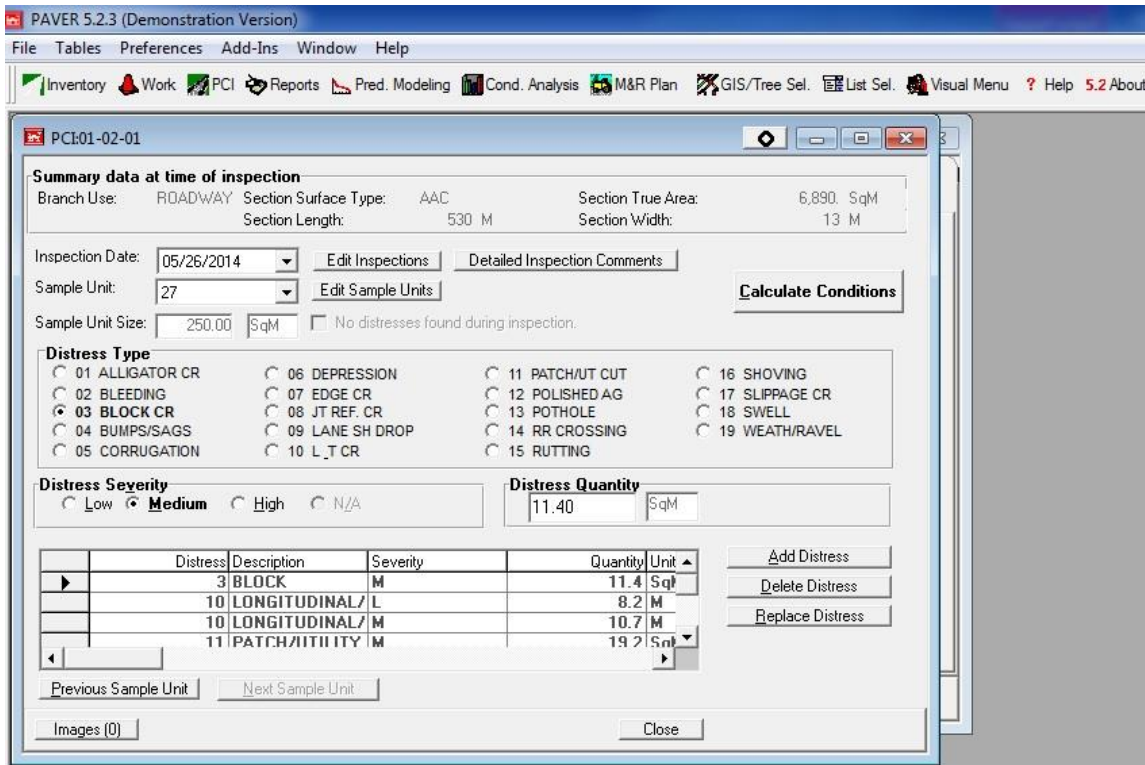 PAVER 5.2.3 (Demonstration Version)
File Tables Preferences Add-Ins Window Help
Inventory Work PCI Reports Pred. Modeling Cond. Analysis M&R Plan GIS/Tree Sel. List Sel. Visual Menu ? Help 5.2 About
PCI:01-02-01
Summary data at time of inspection
Branch Use: ROADWAY Section Surface Type: AAC Section True Area: 6,890. SqM
Section Length: 530 M Section Width: 13 M
Inspection Date: 05/26/2014 Edit Inspections Detailed Inspection Comments
Sample Unit: 27 Edit Sample Units Calculate Conditions
Sample Unit Size: 250.00 SqM No distresses found during inspection.
Distress Type
01 ALLIGATOR CR 06 DEPRESSION 11 PATCH/UT CUT 16 SHOVING
02 BLEEDING 07 EDGE CR 12 POLISHED AG 17 SLIPPAGE CR
03 BLOCK CR 08 JT REF. CR 13 POTHOLE 18 SWELL
04 BUMPS/SAGS 09 LANE SH DROP 14 RR CROSSING 19 WEATH/RAVEL
05 CORRUGATION 10 L_T CR 15 RUTTING
Distress Severity Distress Quantity
Low Medium High N/A 11.40 SqM
Distress Description Severity Quantity Unit Add Distress
3 BLOCK M 11.4 SqM Delete Distress
10 LONGITUDINAL/ L 8.2 M
10 LONGITUDINAL/ M 10.7 M Replace Distress
11 PATCH/UTILITY M 19.2 SqM
Previous Sample Unit Next Sample Unit
Images (0) Close